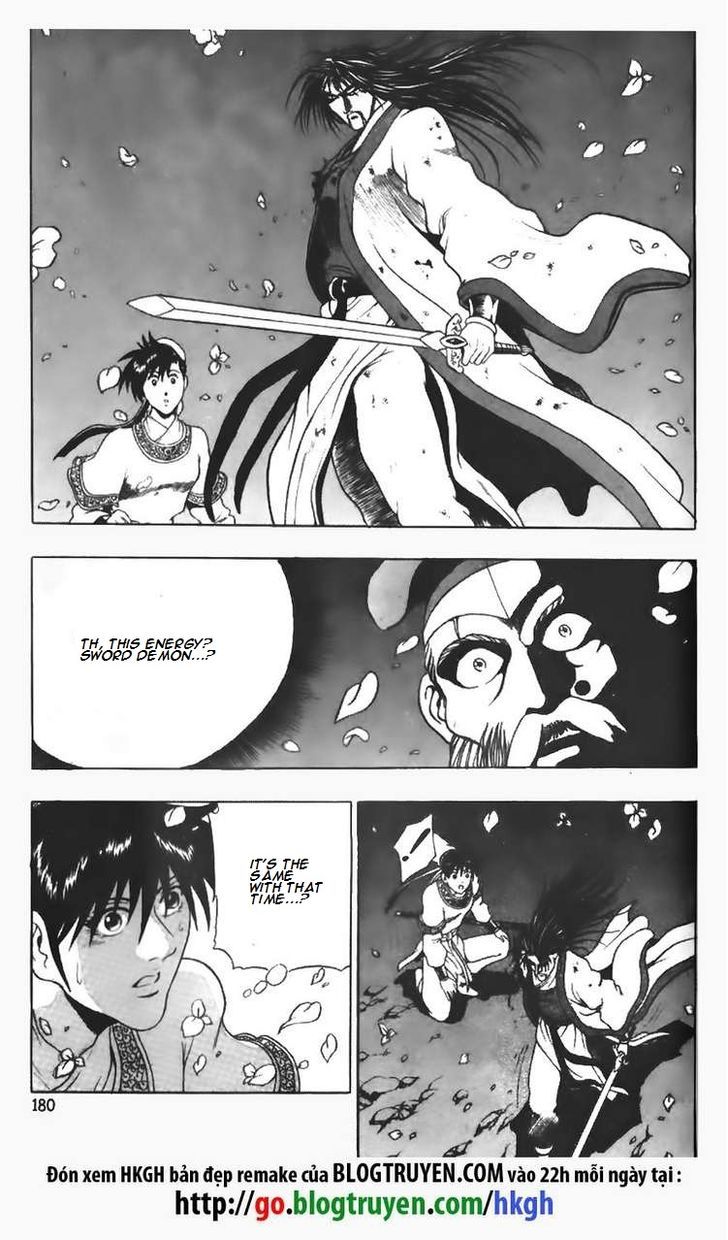 TH, THIS ENERGY?
SWORD DEMON...?
IT'S THE
SAME
WITH THAT
TIME...?
!
180
Đón xem HKGH bản đẹp remake của BLOGTRUYEN.COM vào 22h mỗi ngày tại :
http://go.blogtruyen.com/hkgh